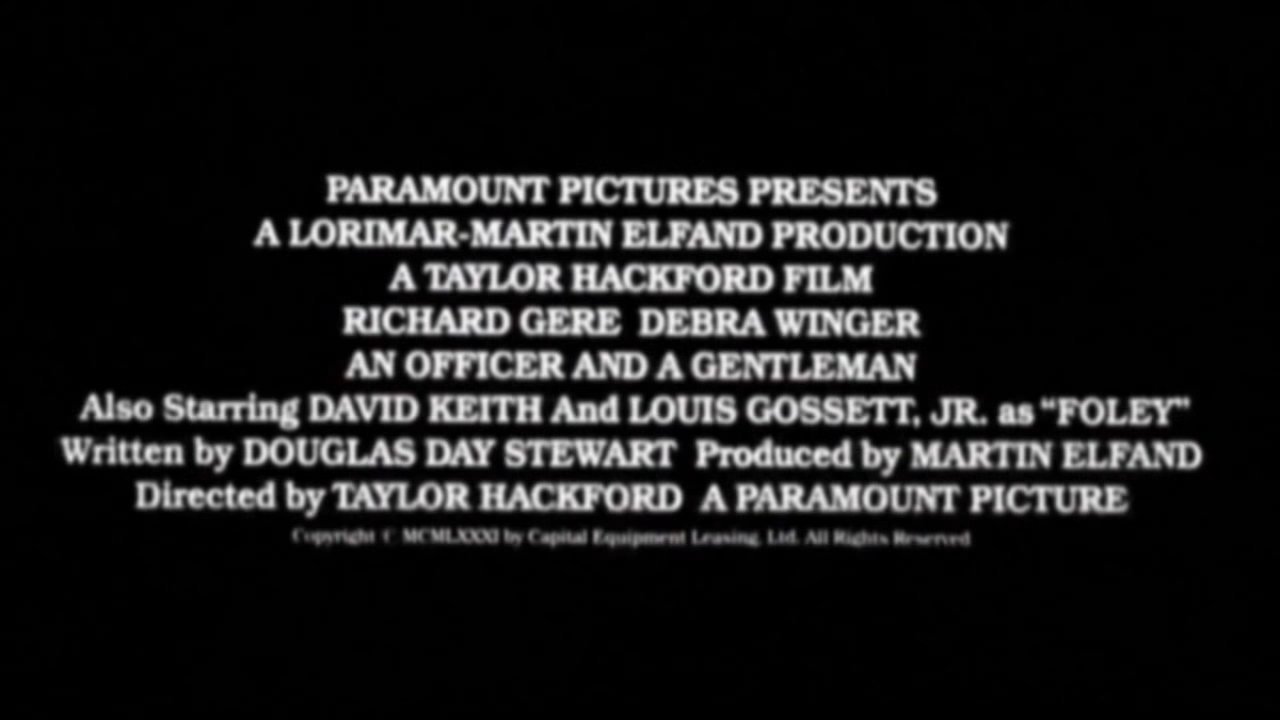 PARAMOUNT PICTURES PRESENTS
A LORIMAR-MARTIN ELFAND PRODUCTION
A TAYLOR HACKFORD FILM
RICHARD GERE DEBRA WINGER
AN OFFICER AND A GENTLEMAN
Also Starring DAVID KEITH And LOUIS GOSSETT, JR. as “FOLEY”
Written by DOUGLAS DAY STEWART Produced by MARTIN ELFAND
Directed by TAYLOR HACKFORD A PARAMOUNT PICTURE
Copyright © MCMLXXXI by Capital Equipment Leasing, Ltd. All Rights Reserved